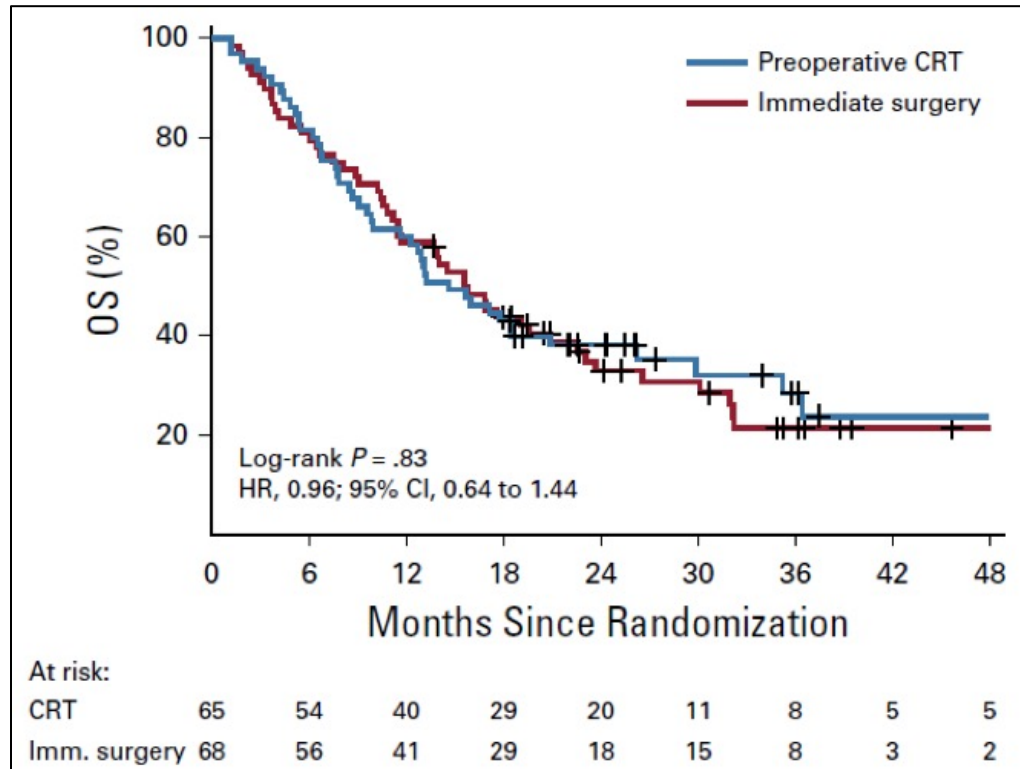 100
80
60
40
20
OS (%)
Preoperative CRT
Immediate surgery
Log-rank P = .83
HR, 0.96; 95% CI, 0.64 to 1.44
0 6 12 18 24 30 36 42 48
Months Since Randomization
At risk:
CRT 65 54 40 29 20 11 8 5 5
Imm. surgery 68 56 41 29 18 15 8 3 2